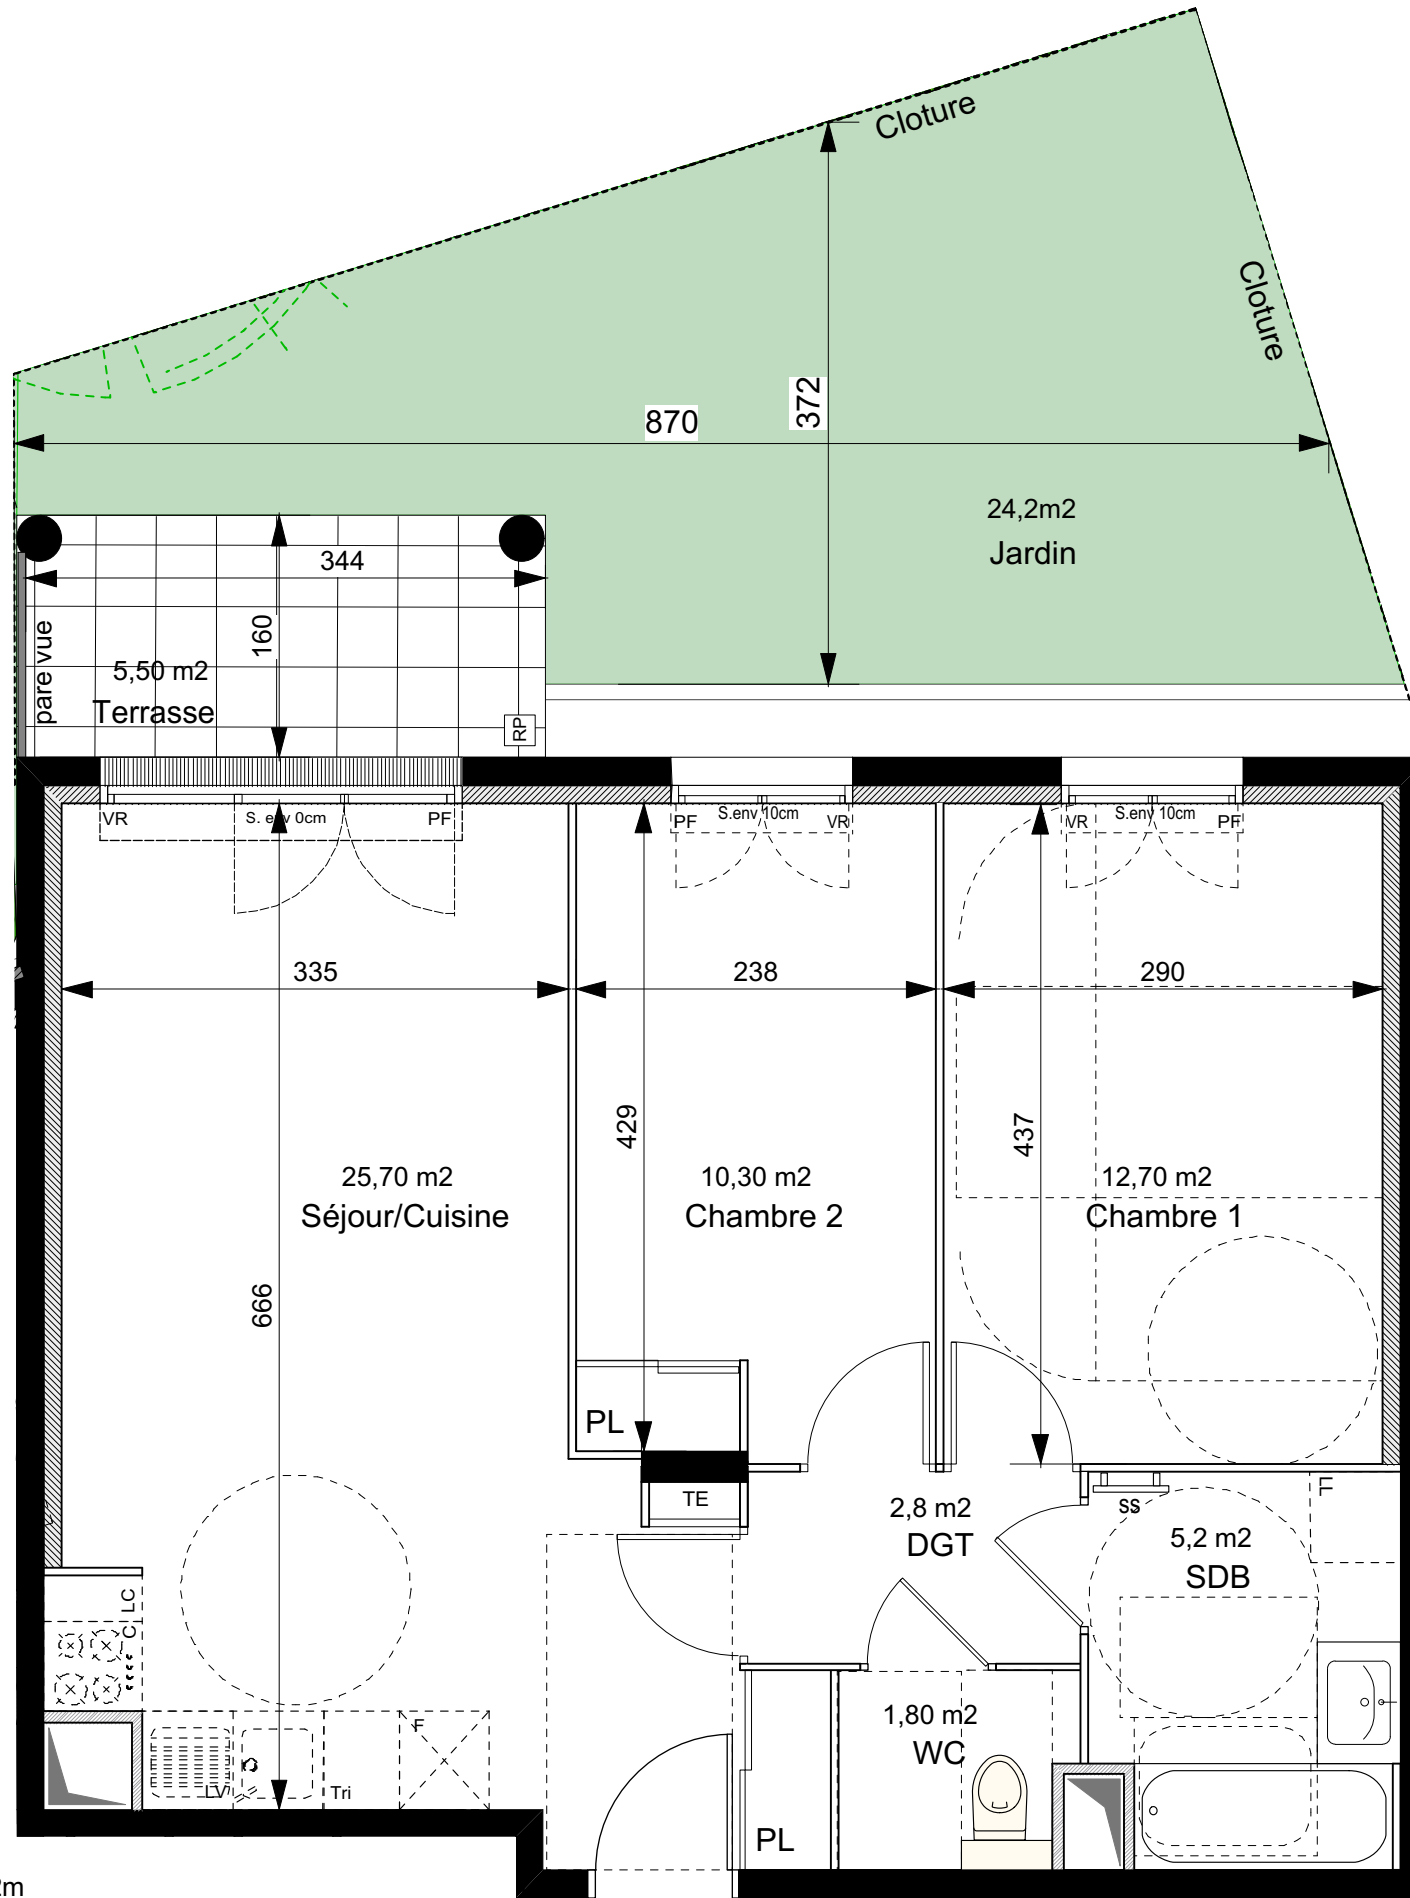 Cloture
Cloture
870
372
24,2m2
Jardin
344
160
pare vue
5,50 m2
Terrasse
RP
VR
S. env 0cm
PF
PF
S.env 10cm
VR
VR
S.env 10cm
PF
335
238
290
429
437
25,70 m2
Séjour/Cuisine
10,30 m2
Chambre 2
12,70 m2
Chambre 1
666
PL
TE
2,8 m2
DGT
SS
5,2 m2
SDB
LC
C
F
LV
Tri
1,80 m2
WC
PL